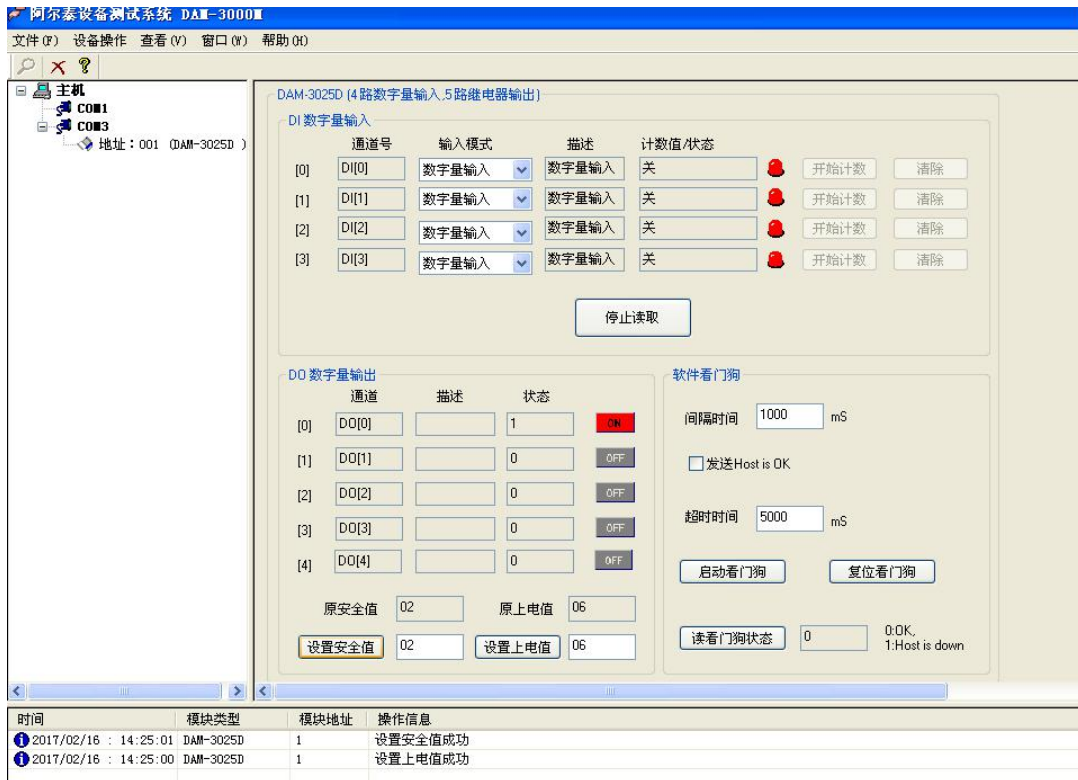 阿尔泰设备测试系统 DAM-3000M
文件(F) 设备操作 查看(V) 窗口(W) 帮助(H)
主机
COM1
COM3
地址:001 (DAM-3025D )
DAM-3025D (4路数字量输入,5路继电器输出)
DI 数字量输入
通道号 输入模式 描述 计数值/状态
[0] DI[0] 数字量输入 数字量输入 关 开始计数 清除
[1] DI[1] 数字量输入 数字量输入 关 开始计数 清除
[2] DI[2] 数字量输入 数字量输入 关 开始计数 清除
[3] DI[3] 数字量输入 数字量输入 关 开始计数 清除
停止读取
DO 数字量输出
通道 描述 状态
[0] DO[0] 1 ON
[1] DO[1] 0 OFF
[2] DO[2] 0 OFF
[3] DO[3] 0 OFF
[4] DO[4] 0 OFF
原安全值 02 原上电值 06
设置安全值 02 设置上电值 06
软件看门狗
间隔时间 1000 mS
发送Host is OK
超时时间 5000 mS
启动看门狗 复位看门狗
读看门狗状态 0 0:OK,
1:Host is down
时间 模块类型 模块地址 操作信息
2017/02/16 : 14:25:01 DAM-3025D 1 设置安全值成功
2017/02/16 : 14:25:00 DAM-3025D 1 设置上电值成功